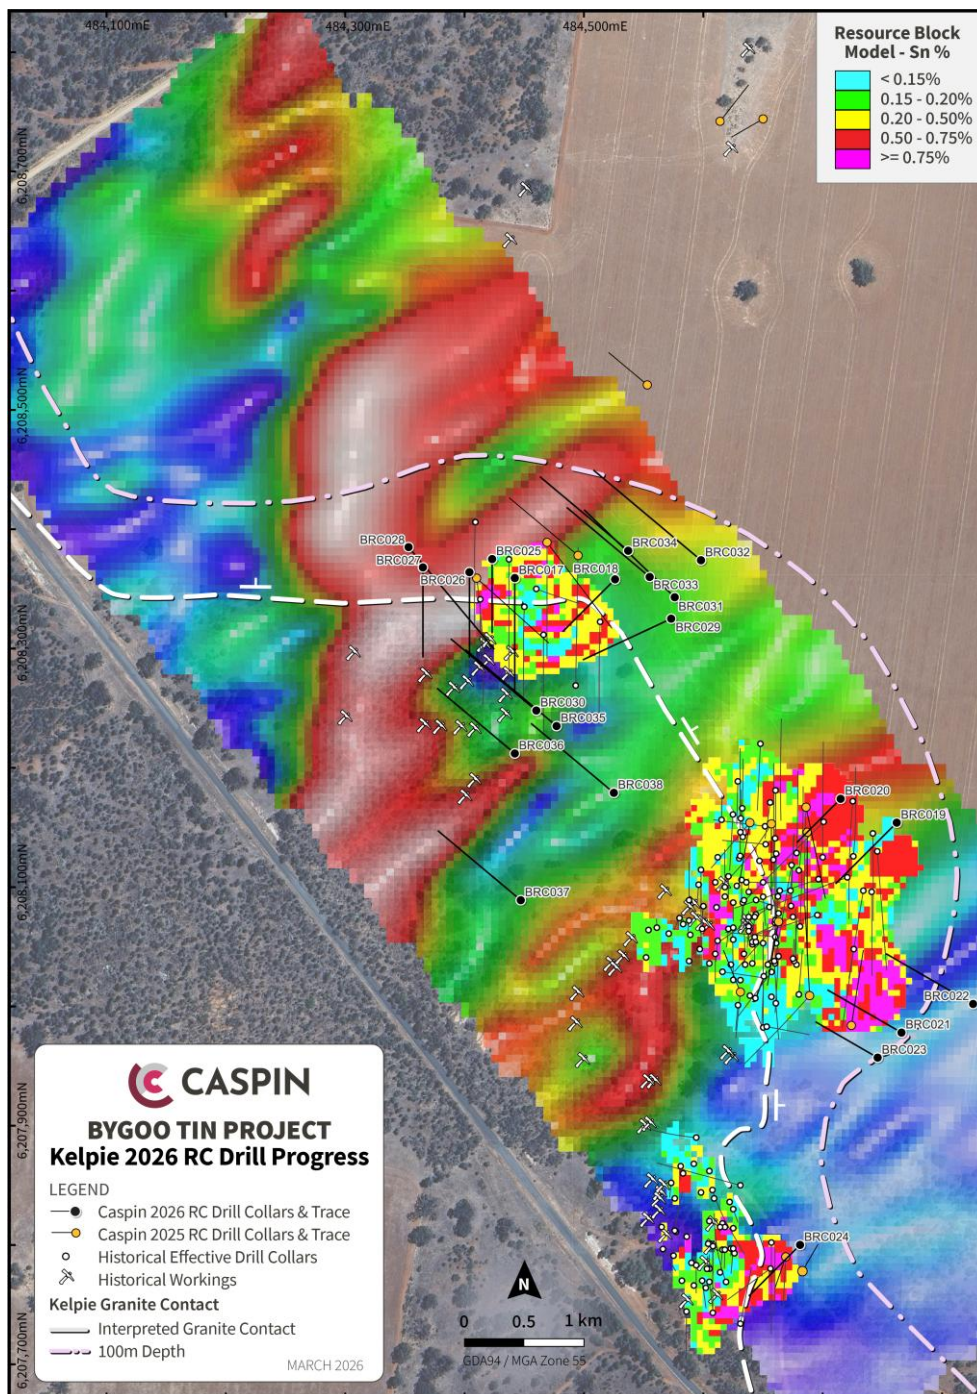 484,100mE
484,300mE
484,500mE
Resource Block
Model - Sn %
< 0.15%
0.15 - 0.20%
0.20 - 0.50%
0.50 - 0.75%
>= 0.75%
6,208,700mN
6,208,500mN
6,208,300mN
6,208,100mN
6,207,900mN
6,207,700mN
BRC028
BRC027
BRC026
BRC025
BRC017
BRC018
BRC034
BRC032
BRC033
BRC031
BRC029
BRC030
BRC035
BRC036
BRC038
BRC037
BRC020
BRC019
BRC022
BRC021
BRC023
BRC024
CASPIN
BYGOO TIN PROJECT
Kelpie 2026 RC Drill Progress
LEGEND
Caspin 2026 RC Drill Collars & Trace
Caspin 2025 RC Drill Collars & Trace
Historical Effective Drill Collars
Historical Workings
Kelpie Granite Contact
Interpreted Granite Contact
100m Depth
MARCH 2026
N
0 0.5 1 km
GDA94 / MGA Zone 55